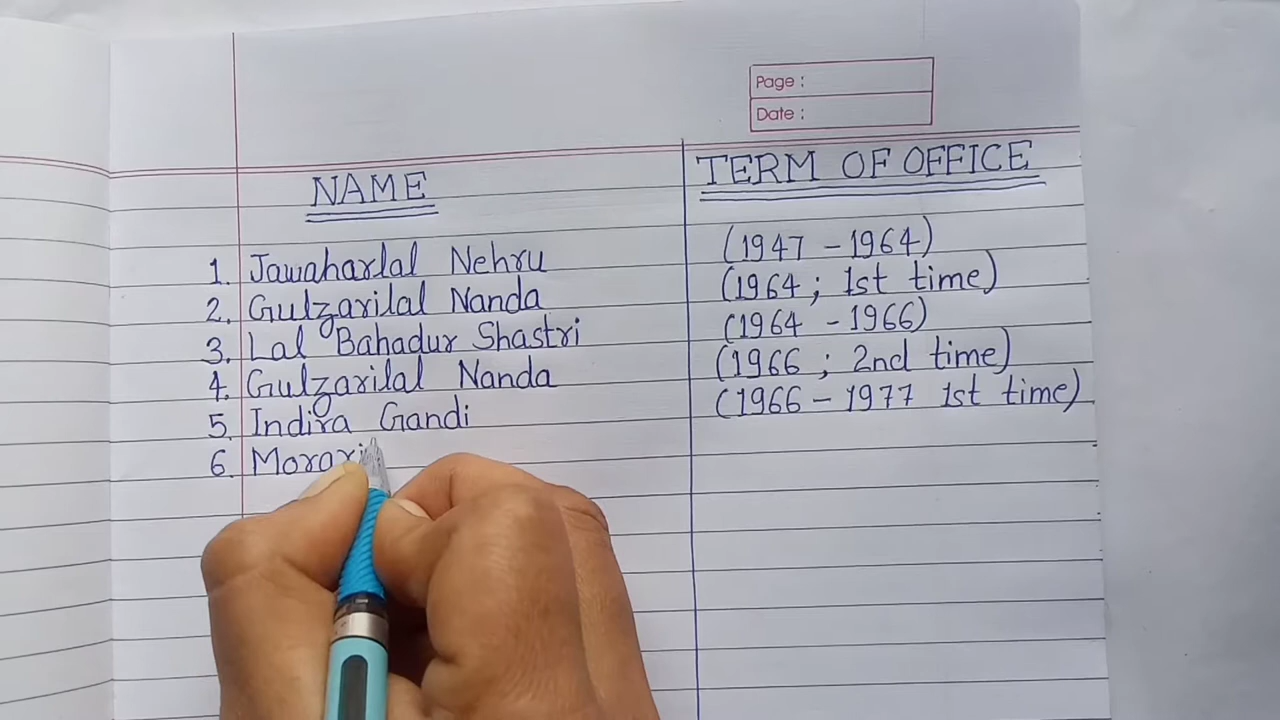 Page :
Date :
NAME TERM OF OFFICE
1. Jawaharlal Nehru (1947 - 1964)
2. Gulzarilal Nanda (1964 ; 1st time)
3. Lal Bahadur Shastri (1964 - 1966)
4. Gulzarilal Nanda (1966 ; 2nd time)
5. Indira Gandi (1966 - 1977 1st time)
6. Morari